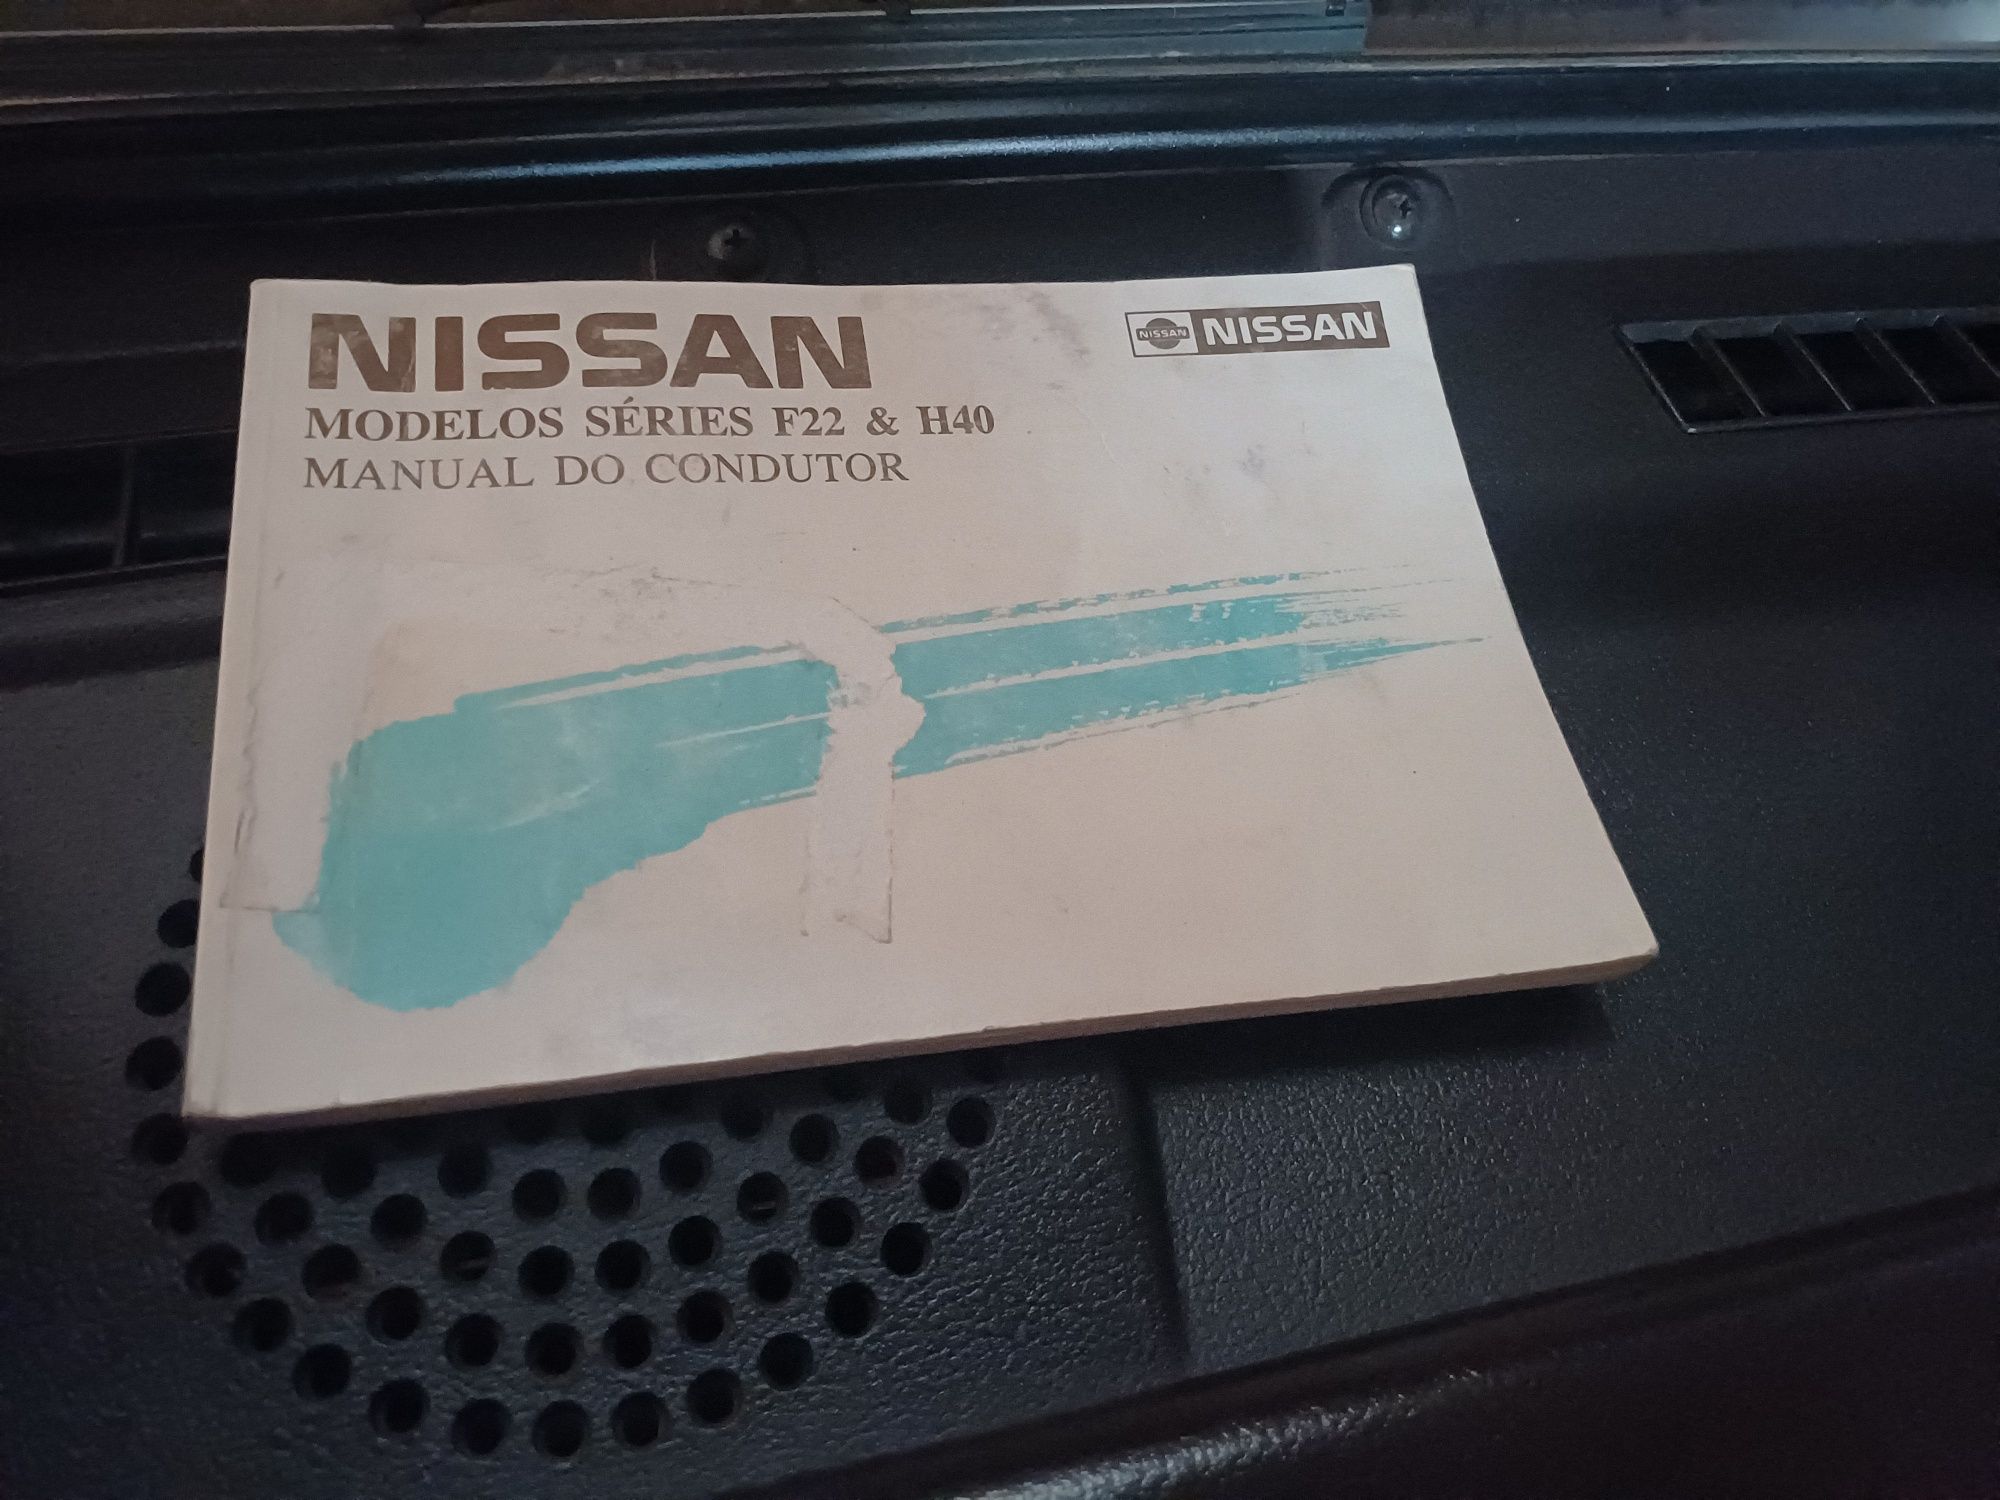 NISSAN
NISSAN NISSAN
MODELOS SÉRIES F22 & H40
MANUAL DO CONDUTOR